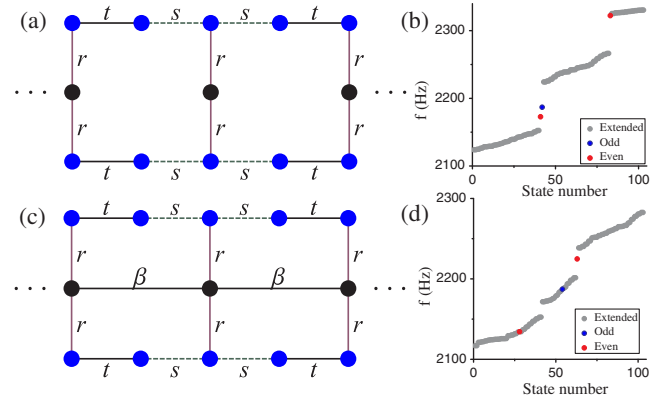 (a)
t s s t
r r r
. . . . . .
r r r
t s s t
(b)
f (Hz)
2300
2200
2100
0 50 100
State number
Extended
Odd
Even
(c)
t s s t
r r r
β β
. . . . . .
r r r
t s s t
(d)
f (Hz)
2300
2200
2100
0 50 100
State number
Extended
Odd
Even